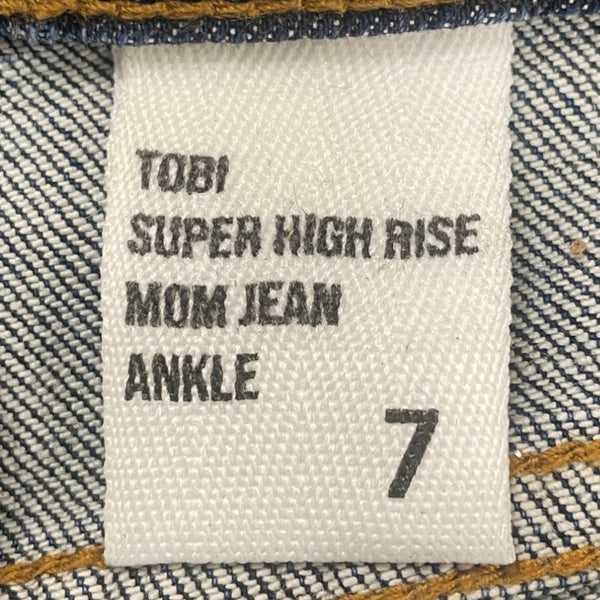 TOBI
SUPER HIGH RISE
MOM JEAN
ANKLE
7